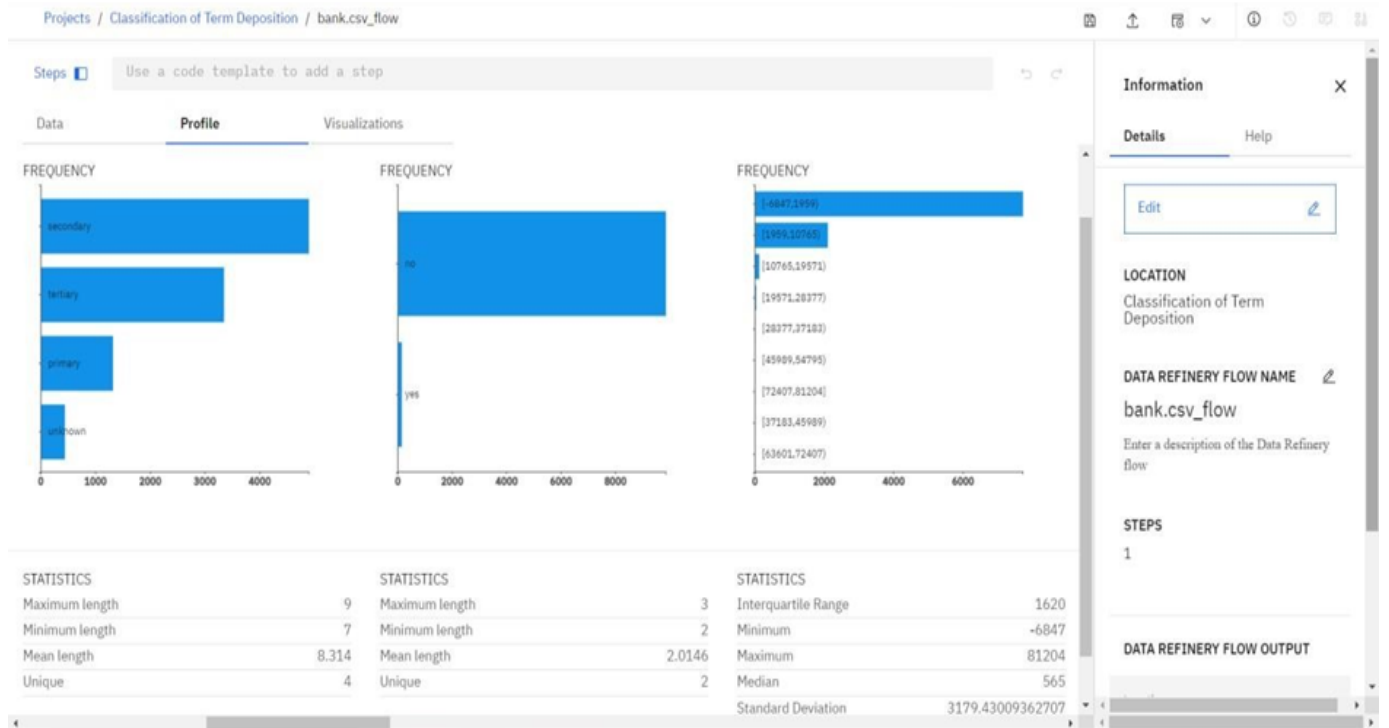 Projects / Classification of Term Deposition / bank.csv_flow
Steps
Use a code template to add a step
Data
Profile
Visualizations
FREQUENCY
secondary
tertiary
primary
unknown
0 1000 2000 3000 4000
FREQUENCY
no
yes
0 2000 4000 6000 8000
FREQUENCY
[-6847,1959)
[1959,10765)
[10765,19571)
[19571,28377)
[28377,37183)
[45989,54795)
[72407,81204]
[37183,45989)
[63601,72407)
0 2000 4000 6000
STATISTICS
Maximum length 9
Minimum length 7
Mean length 8.314
Unique 4
STATISTICS
Maximum length 3
Minimum length 2
Mean length 2.0146
Unique 2
STATISTICS
Interquartile Range 1620
Minimum -6847
Maximum 81204
Median 565
Standard Deviation 3179.43009362707
Information
Details
Help
Edit
LOCATION
Classification of Term
Deposition
DATA REFINERY FLOW NAME
bank.csv_flow
Enter a description of the Data Refinery
flow
STEPS
1
DATA REFINERY FLOW OUTPUT